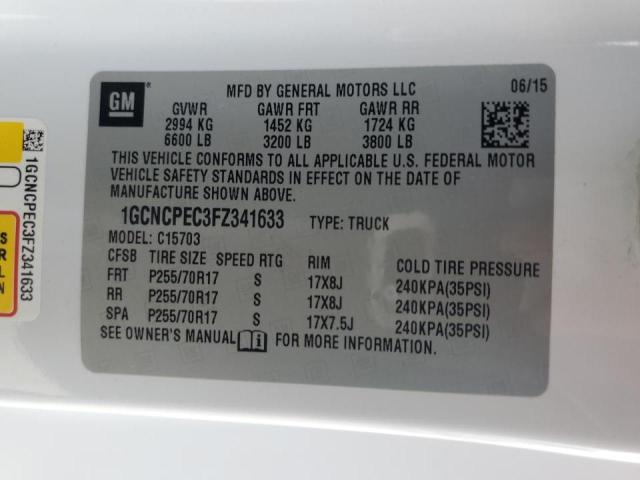 GM
MFD BY GENERAL MOTORS LLC 06/15
GVWR GAWR FRT GAWR RR
2994 KG 1452 KG 1724 KG
6600 LB 3200 LB 3800 LB
THIS VEHICLE CONFORMS TO ALL APPLICABLE U.S. FEDERAL MOTOR
VEHICLE SAFETY STANDARDS IN EFFECT ON THE DATE OF
MANUFACTURE SHOWN ABOVE.
1GCNCPEC3FZ341633 TYPE: TRUCK
MODEL: C15703
CFSB TIRE SIZE SPEED RTG RIM COLD TIRE PRESSURE
FRT P255/70R17 S 17X8J 240KPA(35PSI)
RR P255/70R17 S 17X8J 240KPA(35PSI)
SPA P255/70R17 S 17X7.5J 240KPA(35PSI)
SEE OWNER'S MANUAL FOR MORE INFORMATION.
1GCNCPEC3FZ341633